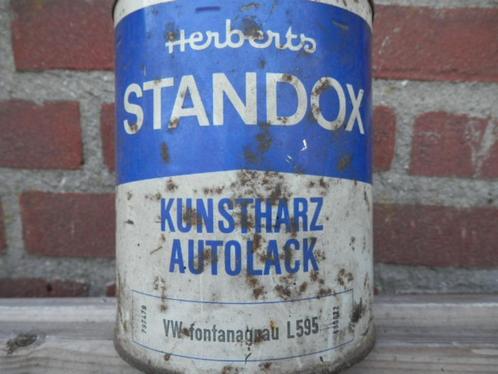 Herberts
STANDOX
KUNSTHARZ
AUTOLACK
VW-fontanagrau L595